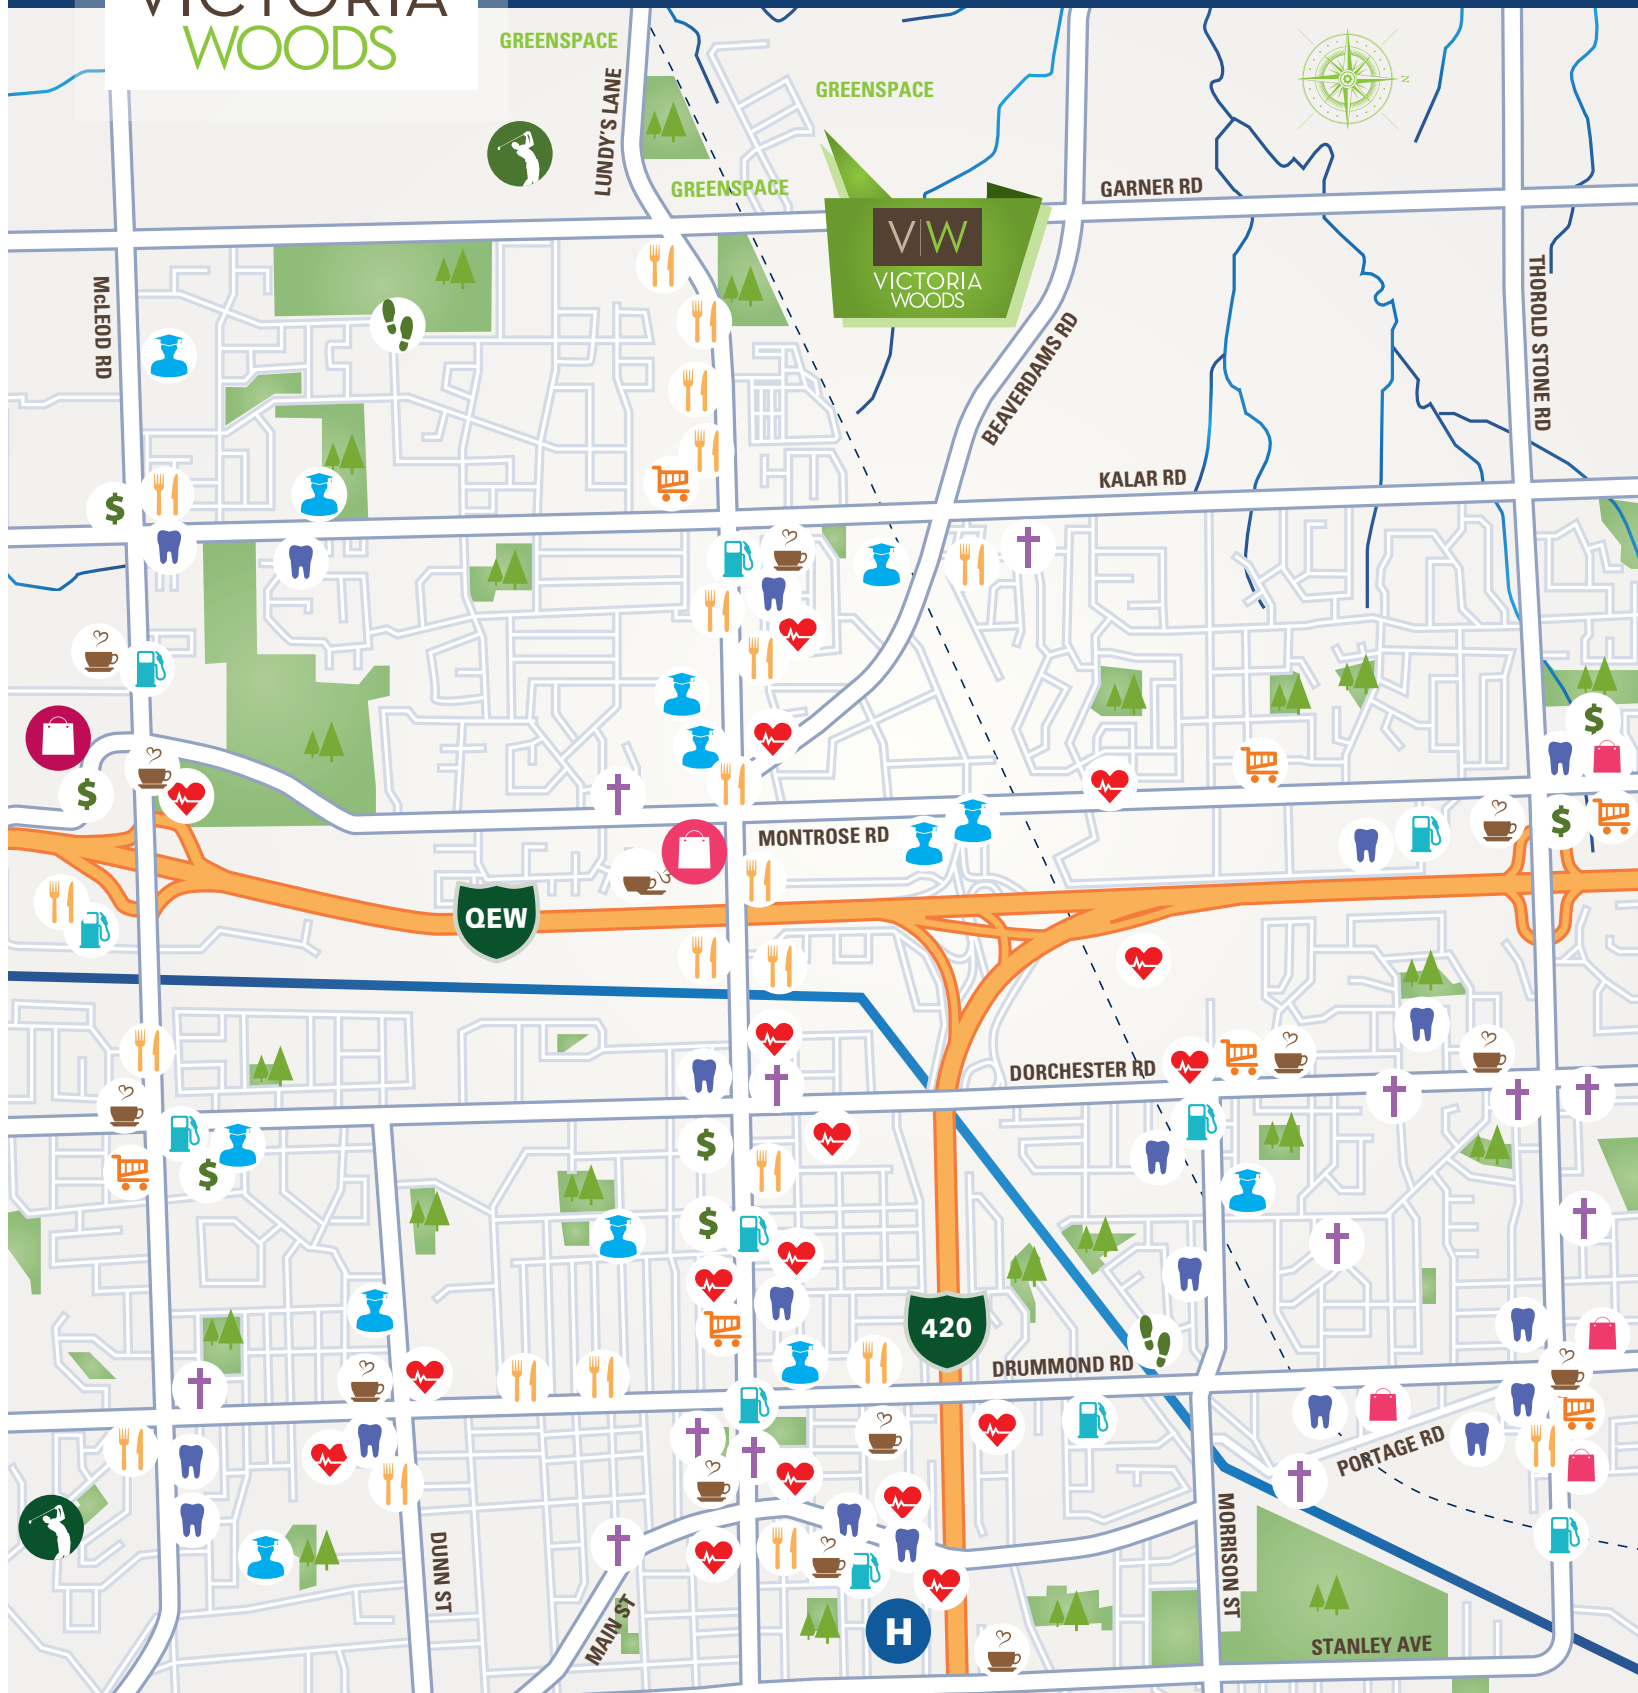 VICTORIA
WOODS
GREENSPACE
LUNDY'S LANE
GREENSPACE
N
GREENSPACE
GARNER RD
V|W
VICTORIA
WOODS
McLEOD RD
THOROLD STONE RD
BEAVERDAMS RD
KALAR RD
$
$
$
$
MONTROSE RD
QEW
DORCHESTER RD
$
$
$
420
DRUMMOND RD
PORTAGE RD
MORRISON ST
DUNN ST
MAIN ST
H
STANLEY AVE